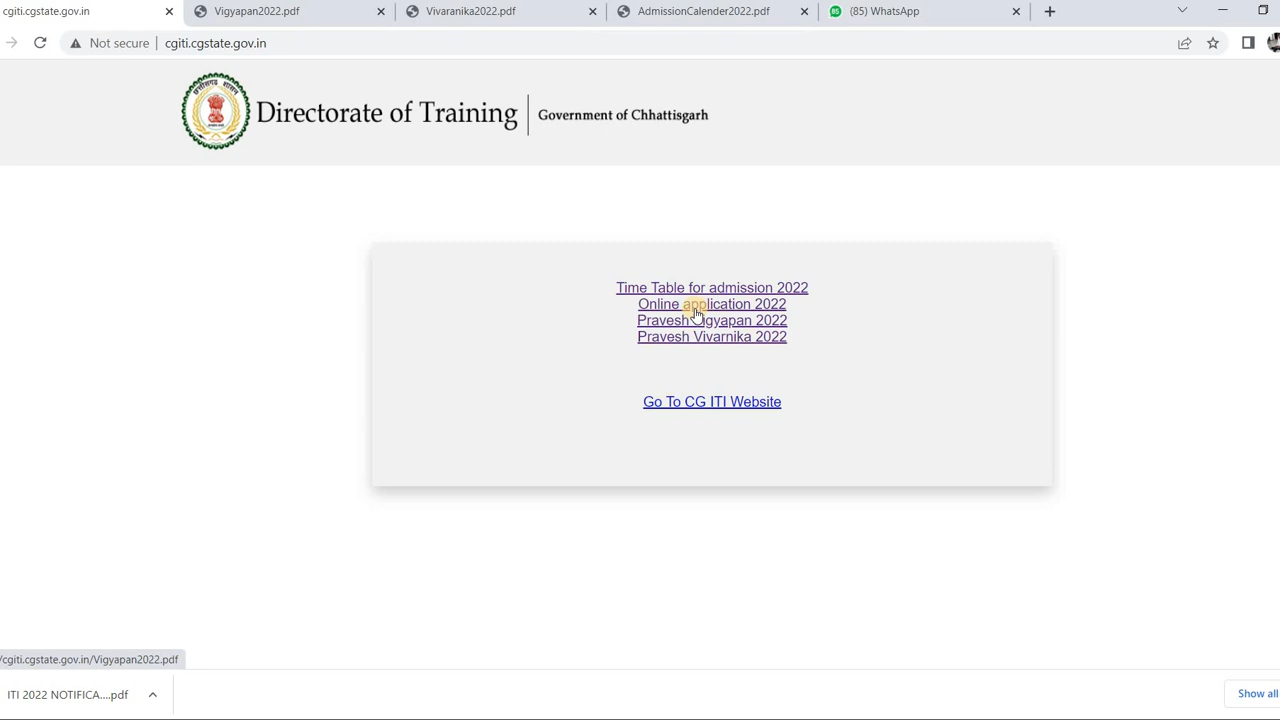 cgiti.cgstate.gov.in
Vigyapan2022.pdf
Vivaranika2022.pdf
AdmissionCalender2022.pdf
(85) WhatsApp
Not secure
cgiti.cgstate.gov.in
Directorate of Training
Government of Chhattisgarh
Time Table for admission 2022
Online application 2022
Pravesh Vigyapan 2022
Pravesh Vivarnika 2022
Go To CG ITI Website
/cgiti.cgstate.gov.in/Vigyapan2022.pdf
ITI 2022 NOTIFICA....pdf
Show all